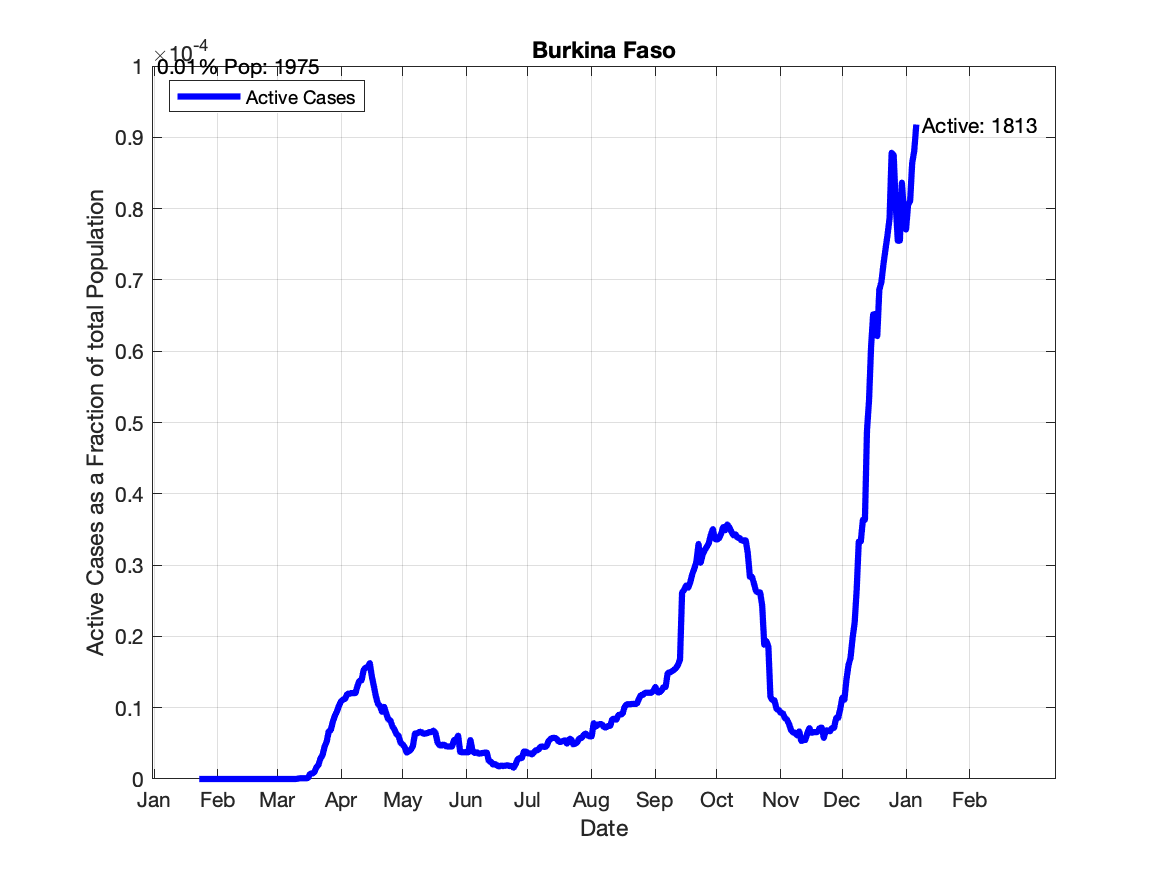 Burkina Faso
×10-4
0.01% Pop: 1975
Active Cases
Active: 1813
1
0.9
0.8
0.7
0.6
0.5
0.4
0.3
0.2
0.1
0
Active Cases as a Fraction of total Population
Jan Feb Mar Apr May Jun Jul Aug Sep Oct Nov Dec Jan Feb
Date